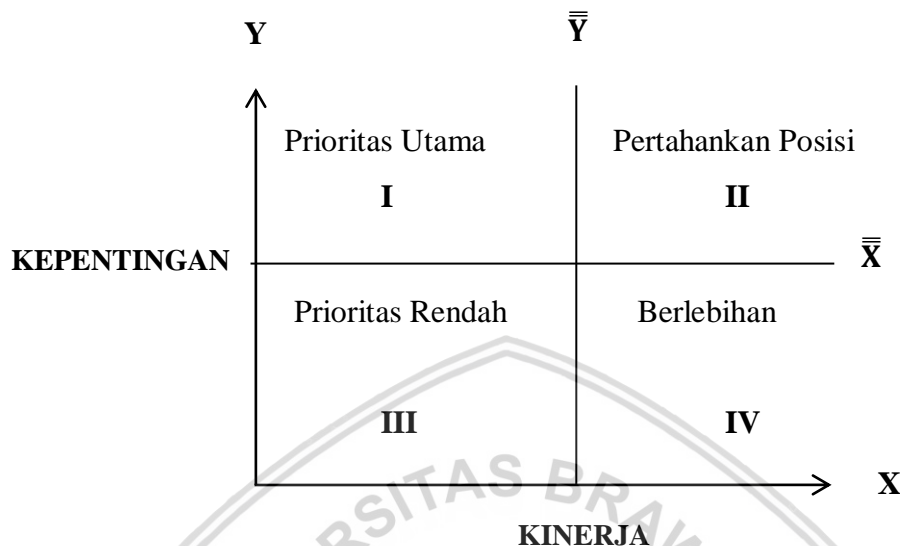 Y Y̿
Prioritas Utama Pertahankan Posisi
I II
KEPENTINGAN X̿
Prioritas Rendah Berlebihan
III IV
X
KINERJA